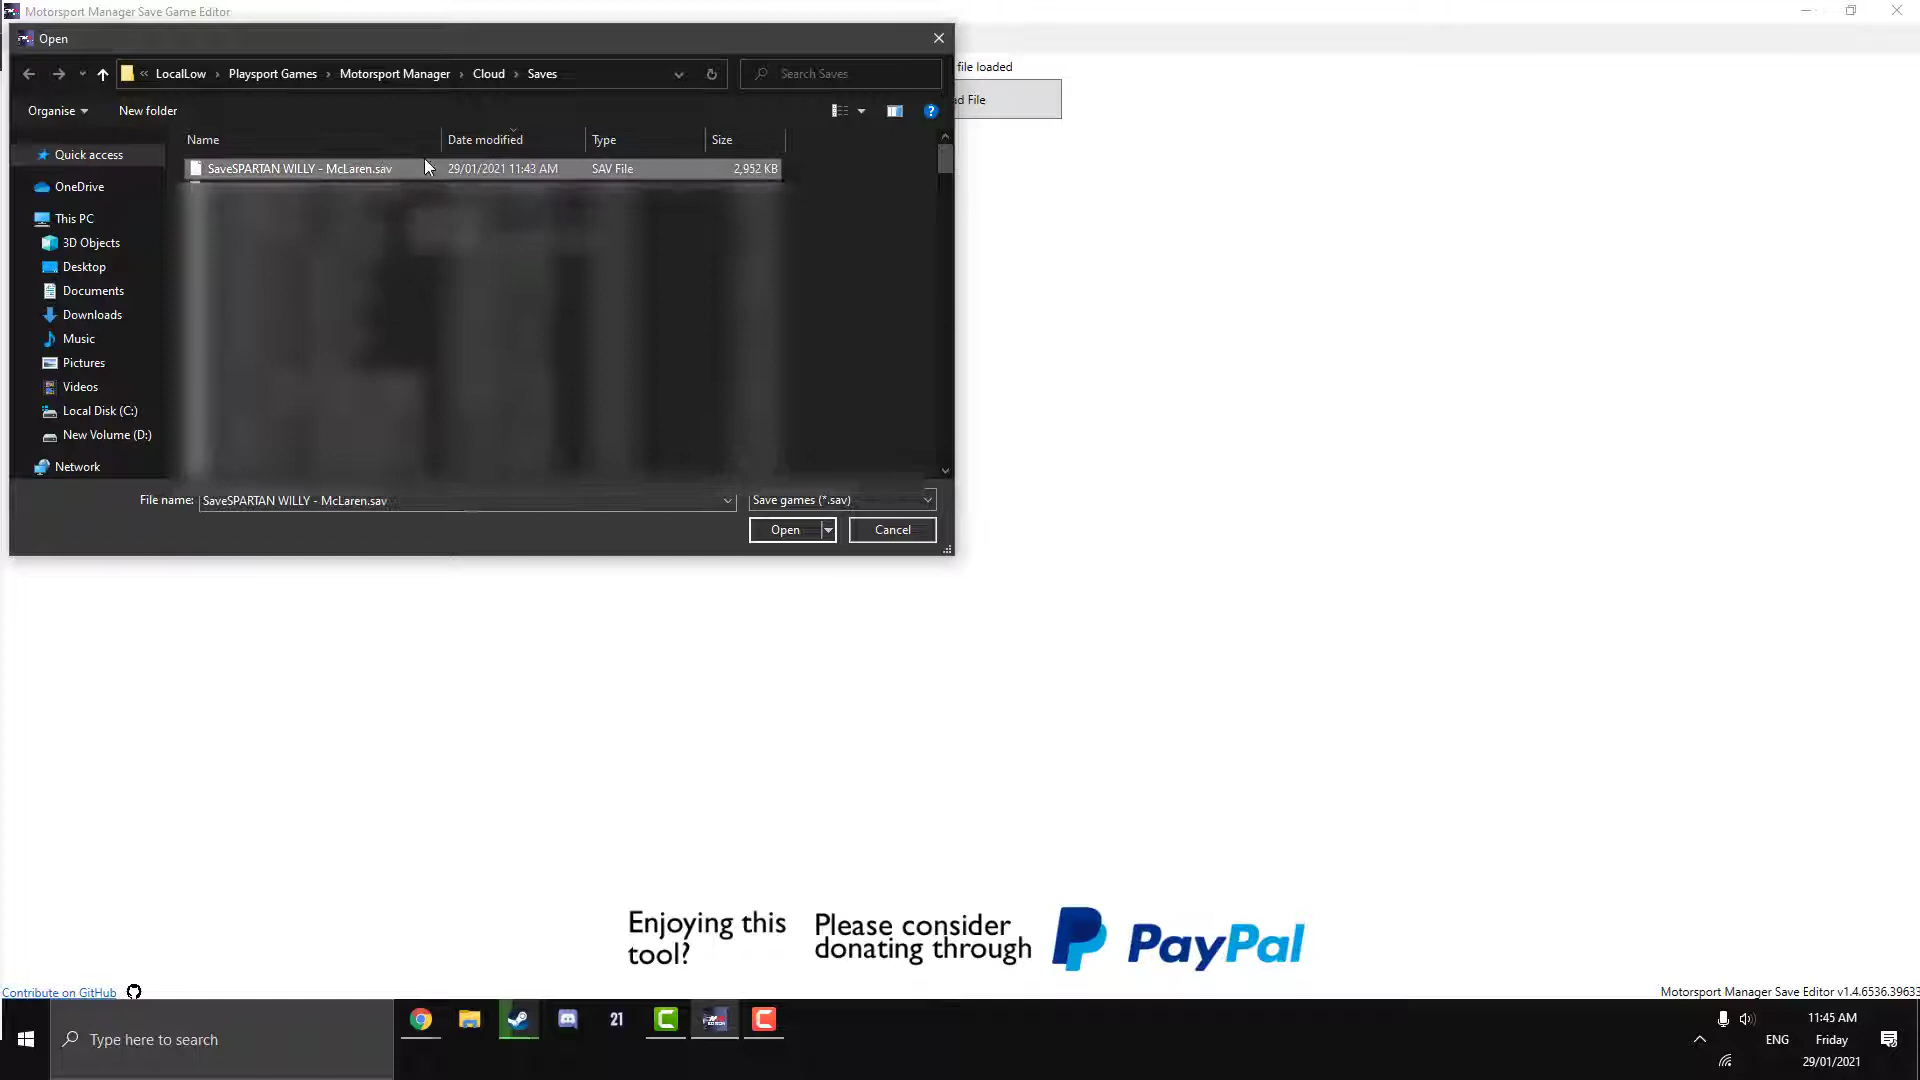 Motorsport Manager Save Game Editor
Open
« LocalLow › Playsport Games › Motorsport Manager › Cloud › Saves
Search Saves
file loaded
Organise
New folder
ad File
Name
Date modified
Type
Size
Quick access
SaveSPARTAN WILLY - McLaren.sav
29/01/2021 11:43 AM
SAV File
2,952 KB
OneDrive
This PC
3D Objects
Desktop
Documents
Downloads
Music
Pictures
Videos
Local Disk (C:)
New Volume (D:)
Network
File name:
SaveSPARTAN WILLY - McLaren.sav
Save games (*.sav)
Open
Cancel
Enjoying this tool?
Please consider donating through
PayPal
Contribute on GitHub
Motorsport Manager Save Editor v1.4.6536.39633
Type here to search
21
ENG
11:45 AM
Friday
29/01/2021